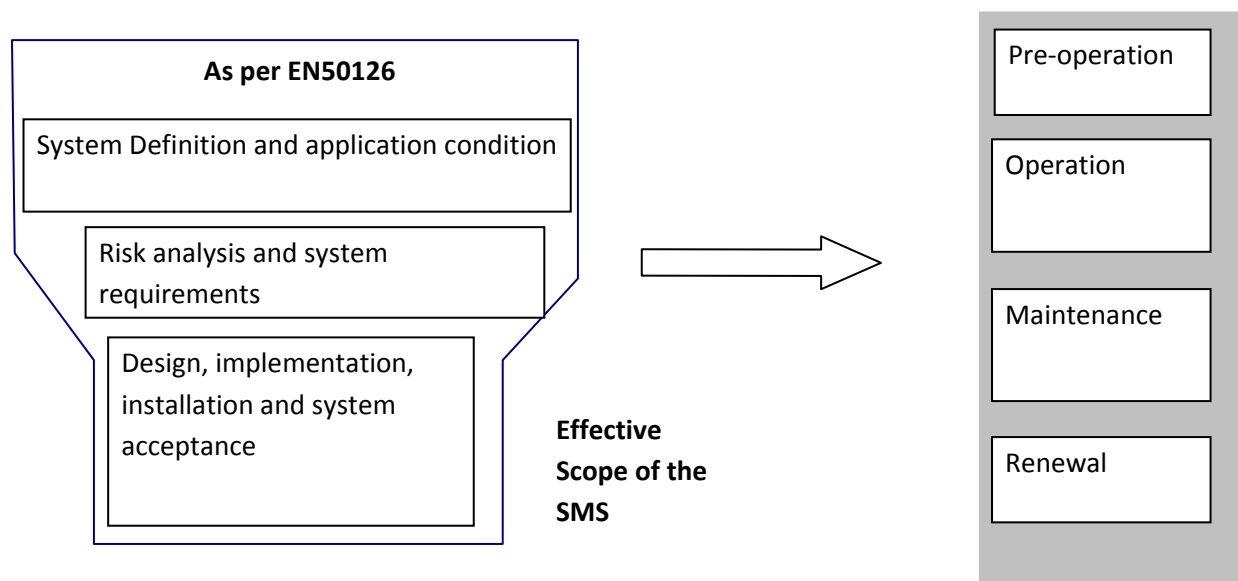 As per EN50126
System Definition and application condition
Risk analysis and system
requirements
Design, implementation,
installation and system
acceptance
Effective
Scope of the
SMS
Pre-operation
Operation
Maintenance
Renewal